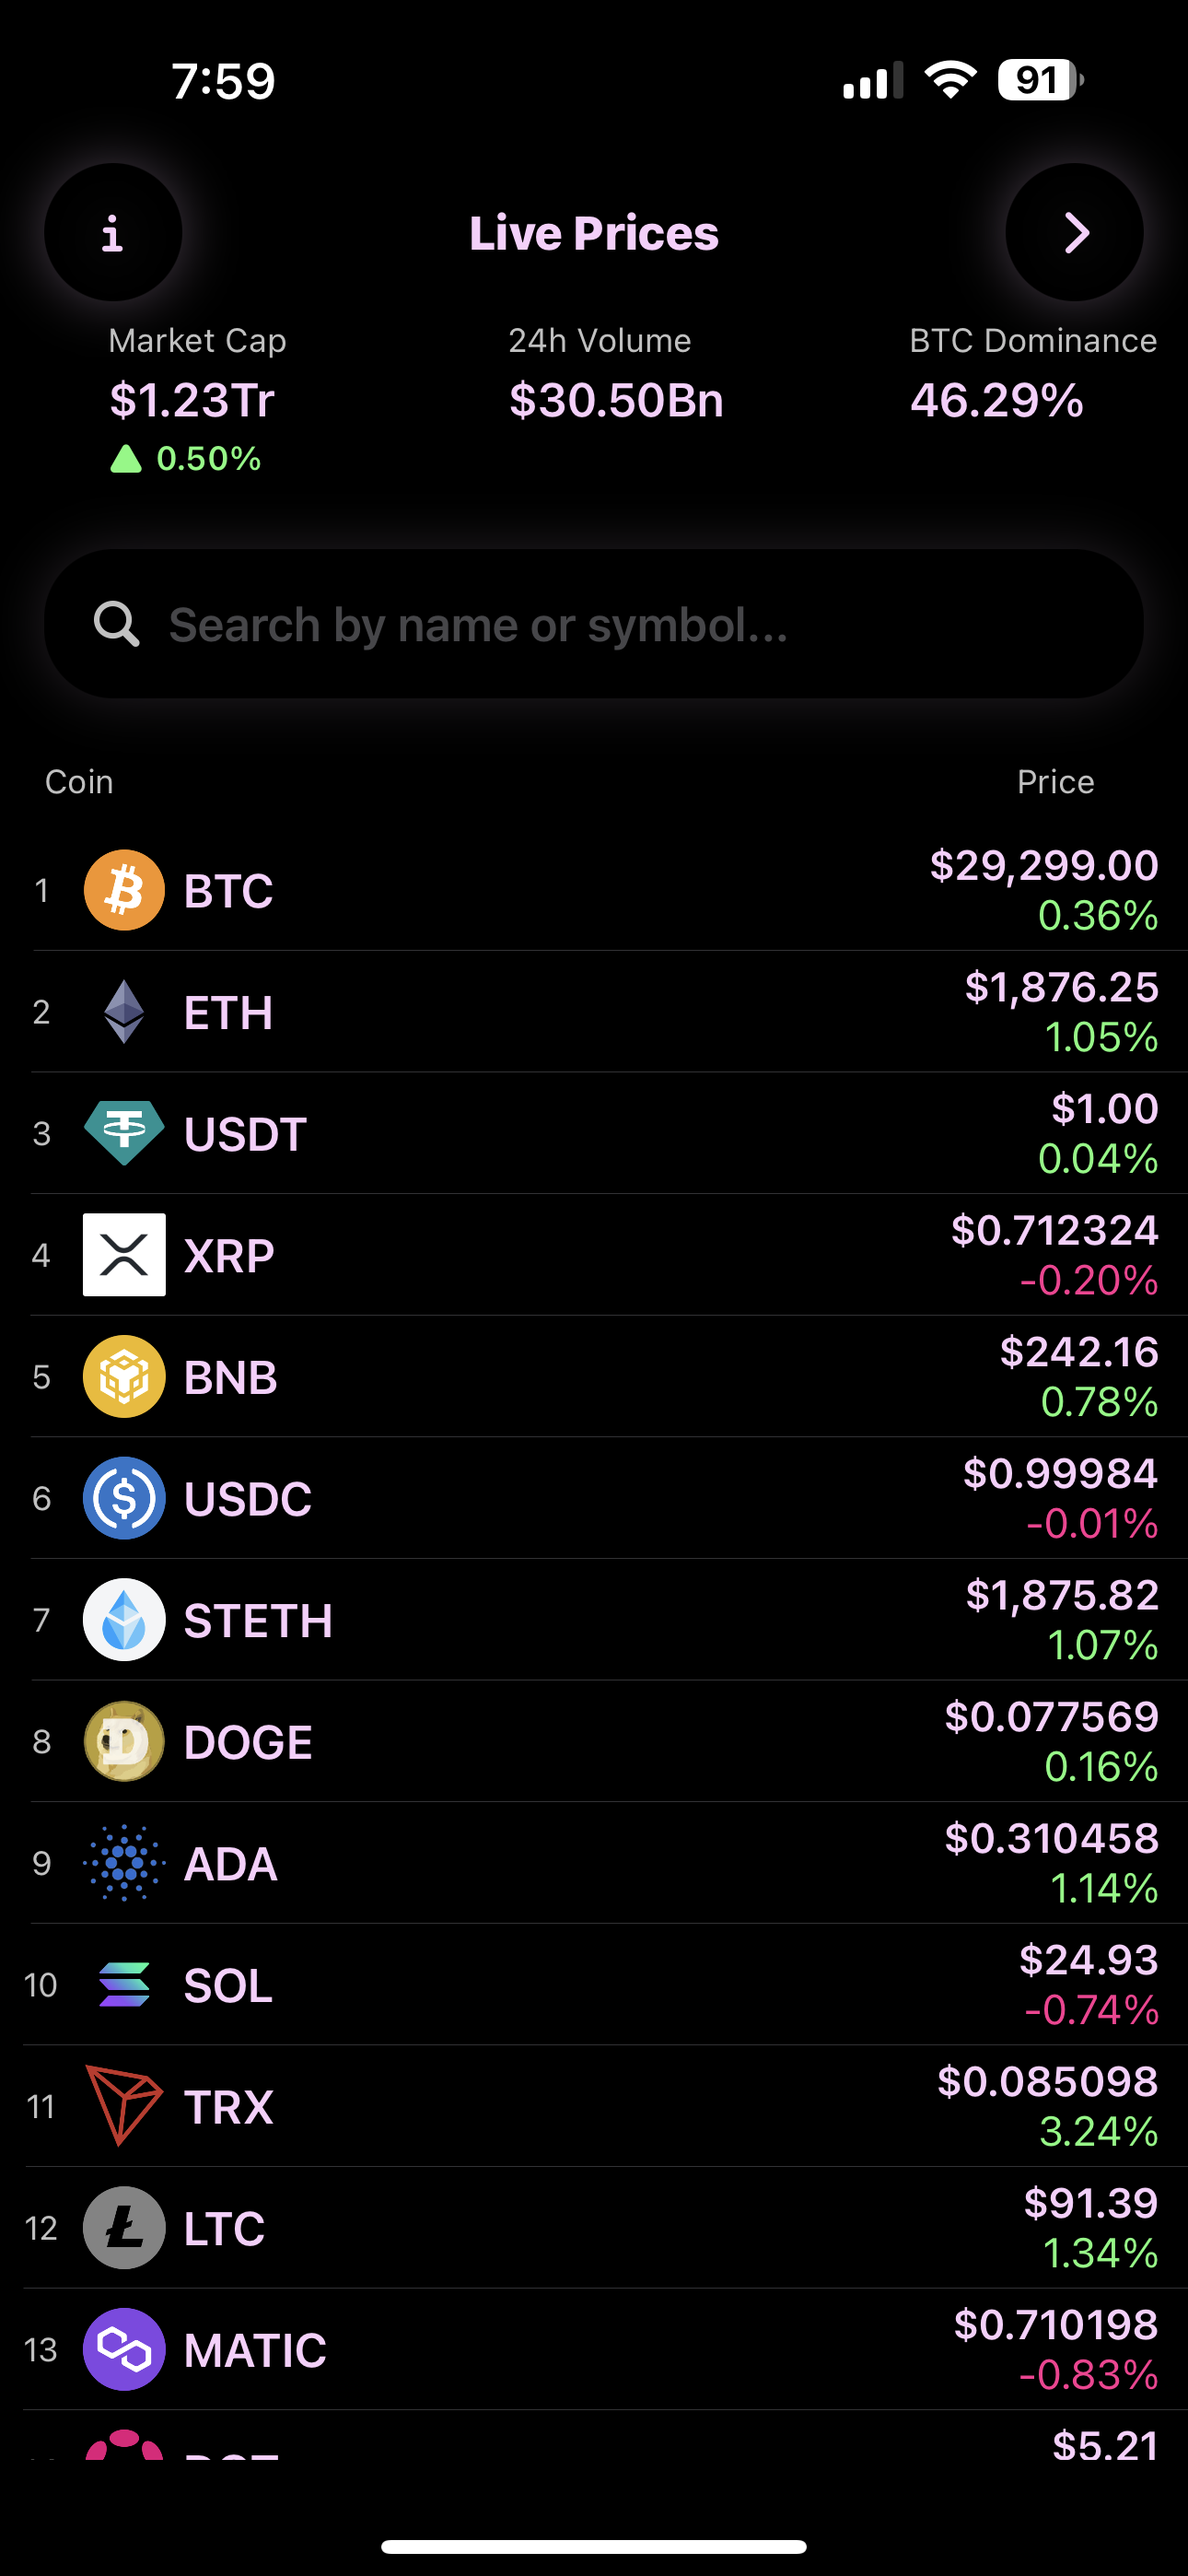 7:59 91
i Live Prices
Market Cap 24h Volume BTC Dominance
$1.23Tr $30.50Bn 46.29%
0.50%
Search by name or symbol...
Coin Price
1 BTC $29,299.00
0.36%
2 ETH $1,876.25
1.05%
3 USDT $1.00
0.04%
4 XRP $0.712324
-0.20%
5 BNB $242.16
0.78%
6 USDC $0.99984
-0.01%
7 STETH $1,875.82
1.07%
8 DOGE $0.077569
0.16%
9 ADA $0.310458
1.14%
10 SOL $24.93
-0.74%
11 TRX $0.085098
3.24%
12 LTC $91.39
1.34%
13 MATIC $0.710198
-0.83%
$5.21